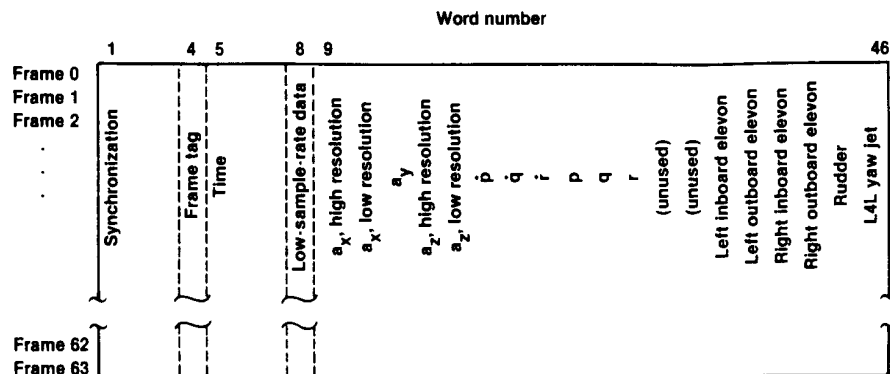 Word number
1 4 5 8 9 46
Frame 0
Frame 1
Frame 2
.
.
.
Synchronization
Frame tag
Time
Low-sample-rate data
aₓ, high resolution
aₓ, low resolution
a_y
a_z, high resolution
a_z, low resolution
ṗ
q̇
ṙ
p
q
r
(unused)
(unused)
Left inboard elevon
Left outboard elevon
Right inboard elevon
Right outboard elevon
Rudder
L4L yaw jet
Frame 62
Frame 63